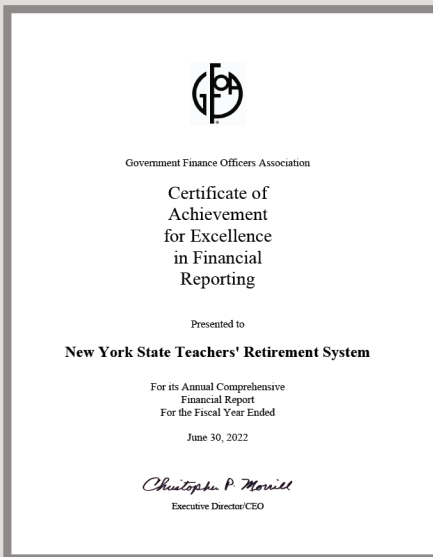 GFOA
Government Finance Officers Association
Certificate of
Achievement
for Excellence
in Financial
Reporting
Presented to
New York State Teachers' Retirement System
For its Annual Comprehensive
Financial Report
For the Fiscal Year Ended
June 30, 2022
Christopher P. Morrill
Executive Director/CEO